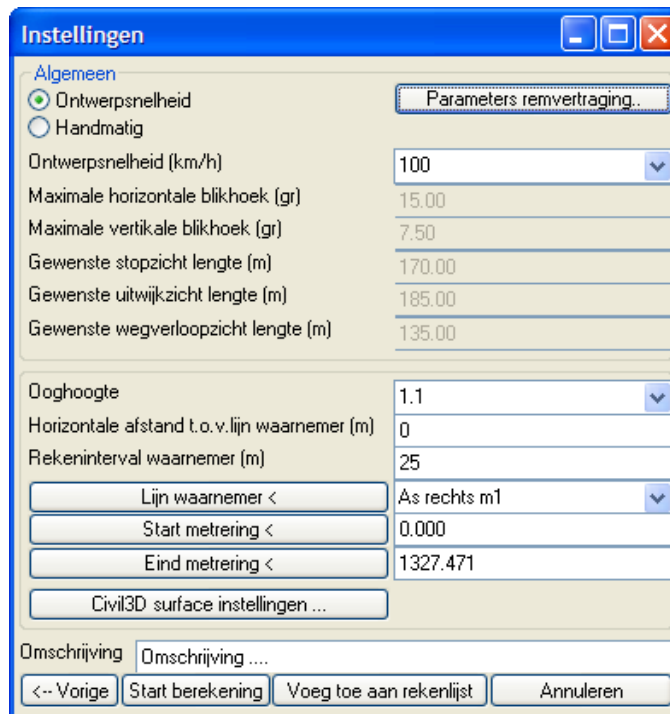 Instellingen
Algemeen
Ontwerpsnelheid
Parameters remvertraging..
Handmatig
Ontwerpsnelheid (km/h) 100
Maximale horizontale blikhoek (gr) 15.00
Maximale vertikale blikhoek (gr) 7.50
Gewenste stopzicht lengte (m) 170.00
Gewenste uitwijkzicht lengte (m) 185.00
Gewenste wegverloopzicht lengte (m) 135.00
Ooghoogte 1.1
Horizontale afstand t.o.v.lijn waarnemer (m) 0
Rekeninterval waarnemer (m) 25
Lijn waarnemer < As rechts m1
Start metrering < 0.000
Eind metrering < 1327.471
Civil3D surface instellingen ...
Omschrijving Omschrijving ....
<-- Vorige Start berekening Voeg toe aan rekenlijst Annuleren